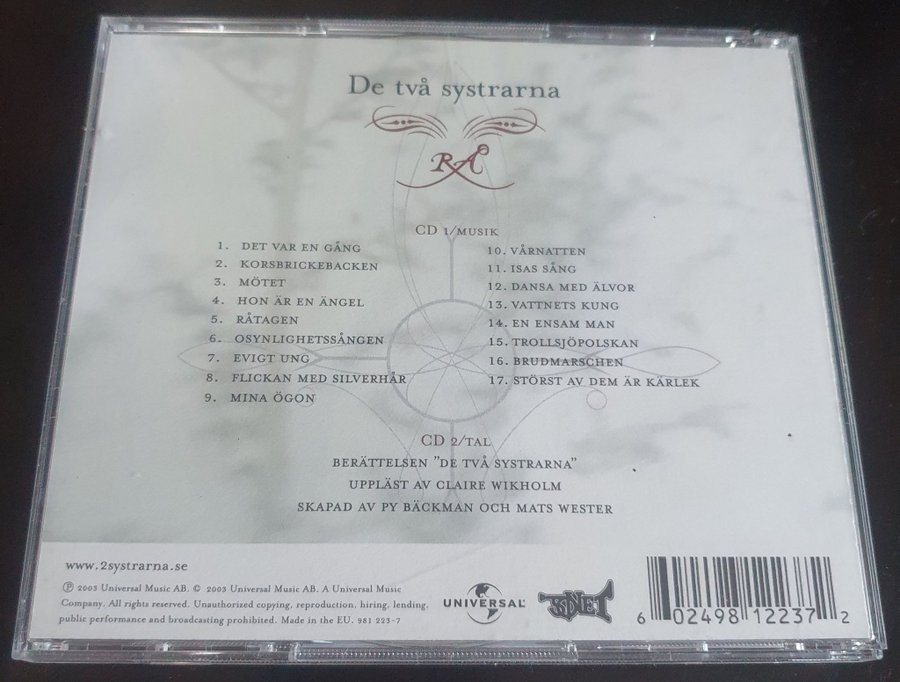 De två systrarna
RÅ
CD 1/MUSIK
1. DET VAR EN GÅNG
2. KORSBRICKEBACKEN
3. MÖTET
4. HON ÄR EN ÄNGEL
5. RÅTAGEN
6. OSYNLIGHETSSÅNGEN
7. EVIGT UNG
8. FLICKAN MED SILVERHÅR
9. MINA ÖGON
10. VÅRNATTEN
11. ISAS SÅNG
12. DANSA MED ÄLVOR
13. VATTNETS KUNG
14. EN ENSAM MAN
15. TROLLSJÖPOLSKAN
16. BRUDMARSCHEN
17. STÖRST AV DEM ÄR KÄRLEK
CD 2/TAL
BERÄTTELSEN "DE TVÅ SYSTRARNA"
UPPLÄST AV CLAIRE WIKHOLM
SKAPAD AV PY BÄCKMAN OCH MATS WESTER
www.2systrarna.se
℗ 2003 Universal Music AB. © 2003 Universal Music AB. A Universal Music
Company. All rights reserved. Unauthorized copying, reproduction, hiring, lending,
public performance and broadcasting prohibited. Made in the EU. 981 223-7
UNIVERSAL
3NET
6 02498 12237 2